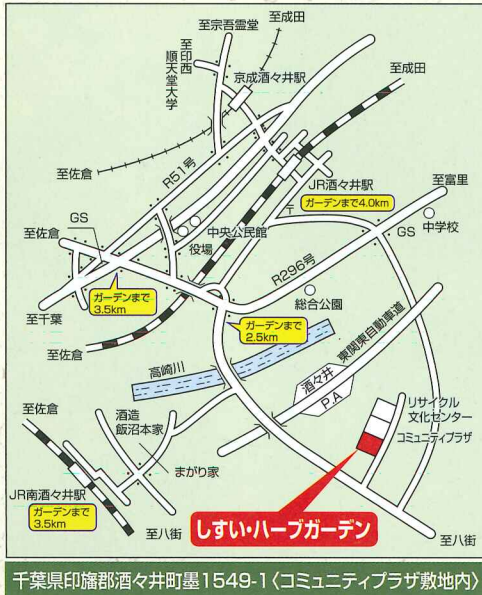 至宗吾霊堂
至成田
至印西
順天堂大学
京成酒々井駅
至成田
至佐倉
R51号
JR酒々井駅
ガーデンまで4.0km
至富里
中学校
GS
中央公民館
役場
〒
GS
至佐倉
R296号
総合公園
ガーデンまで
3.5km
至千葉
ガーデンまで
2.5km
至佐倉
東関東自動車道
高崎川
酒々井
P.A
リサイクル
文化センター
コミュニティプラザ
至佐倉
酒造
飯沼本家
まがり家
JR南酒々井駅
ガーデンまで
3.5km
至八街
しすい・ハーブガーデン
至八街
千葉県印旛郡酒々井町墨1549-1〈コミュニティプラザ敷地内〉